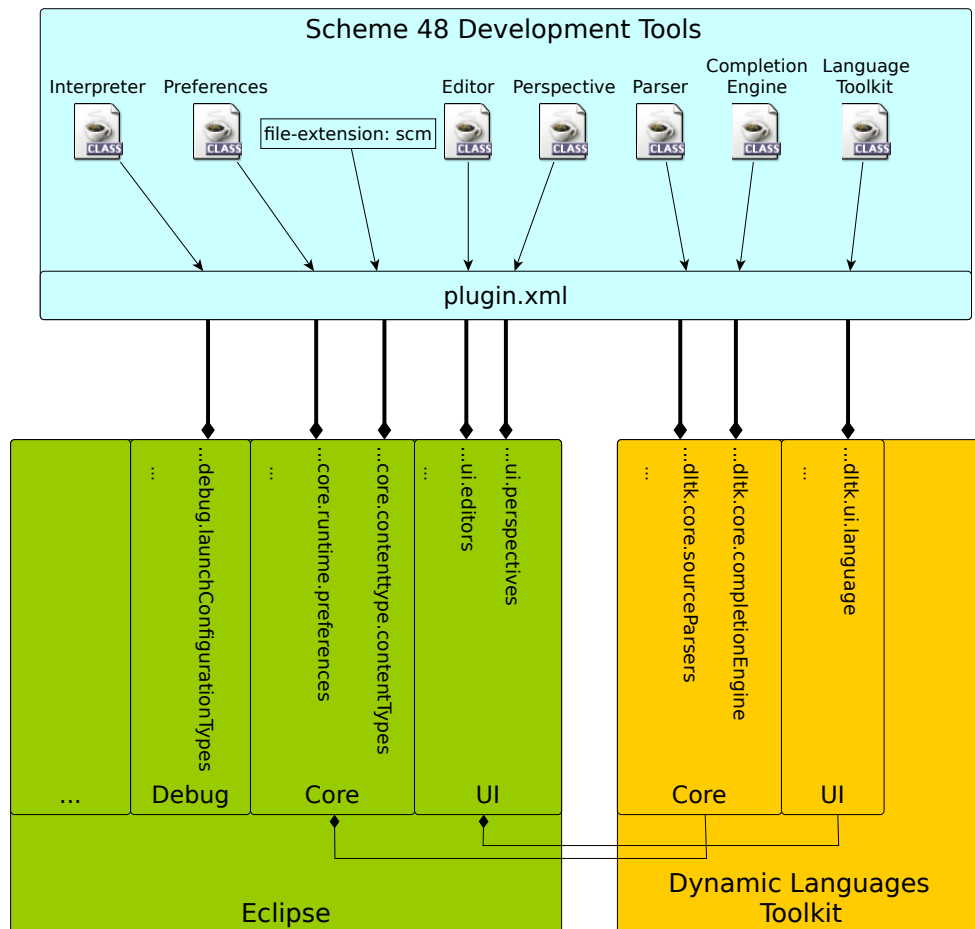 Scheme 48 Development Tools
Interpreter
Preferences
file-extension: scm
Editor
Perspective
Parser
Completion
Engine
Language
Toolkit
CLASS
CLASS
CLASS
CLASS
CLASS
CLASS
CLASS
plugin.xml
...
...debug.launchConfigurationTypes
...
...core.runtime.preferences
...core.contenttype.contentTypes
...
...ui.editors
...ui.perspectives
...
...dltk.core.sourceParsers
...dltk.core.completionEngine
...
...dltk.ui.language
...
Debug
Core
UI
Core
UI
Eclipse
Dynamic Languages
Toolkit